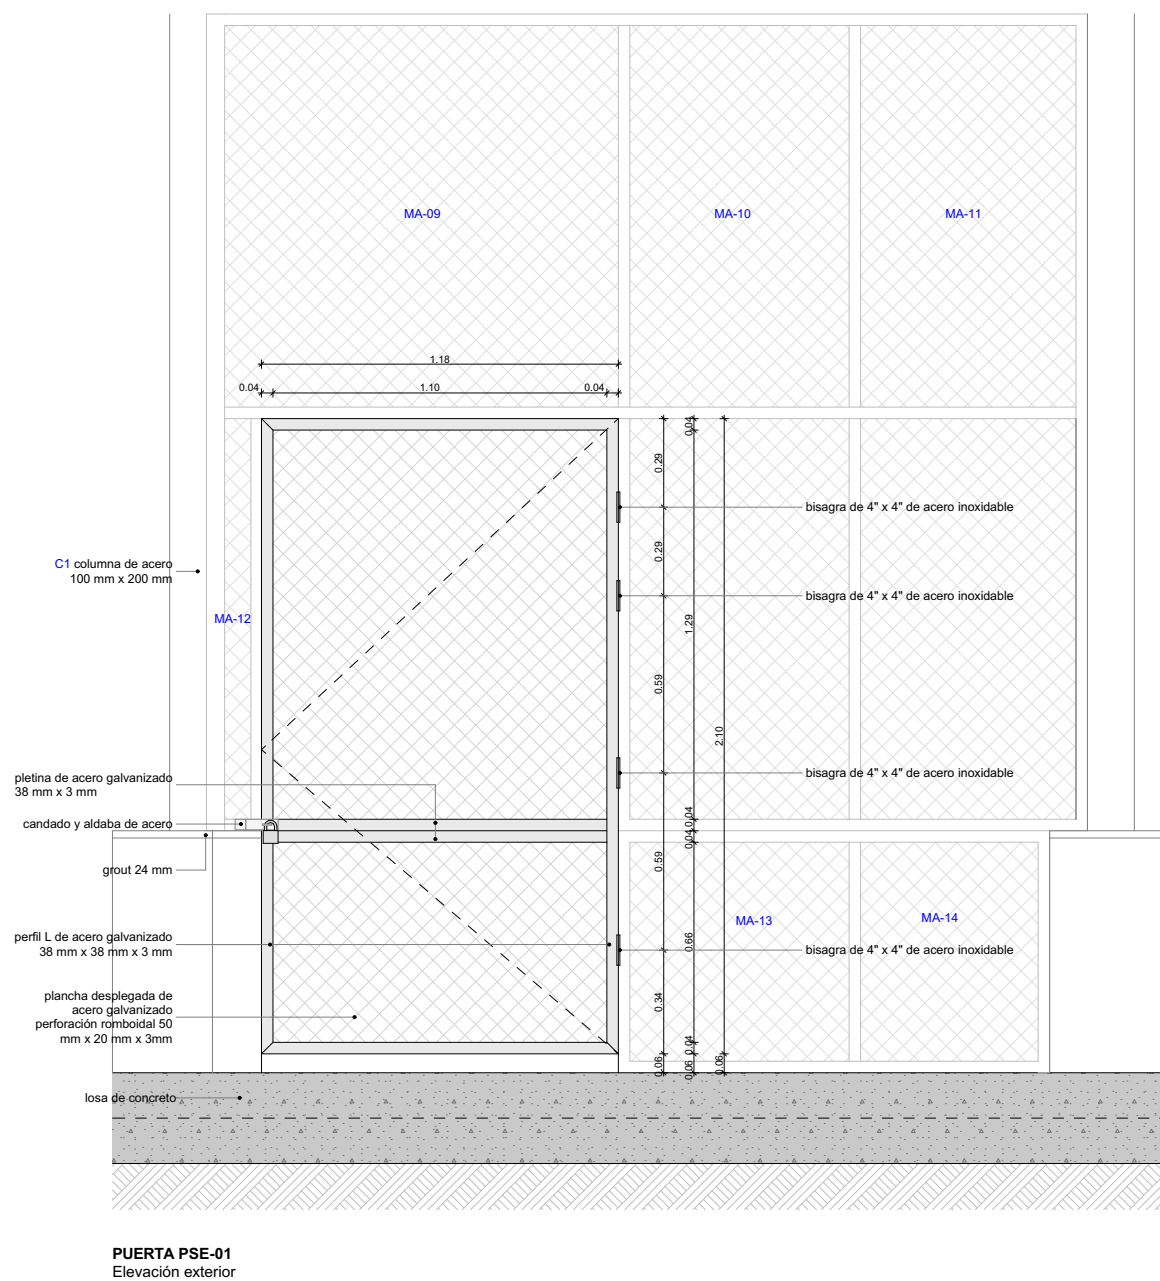 MA-09
MA-10
MA-11
1.18
0.04
1.10
0.04
0.04
0.29
bisagra de 4" x 4" de acero inoxidable
0.29
C1 columna de acero
100 mm x 200 mm
bisagra de 4" x 4" de acero inoxidable
MA-12
1.29
0.59
2.10
pletina de acero galvanizado
38 mm x 3 mm
bisagra de 4" x 4" de acero inoxidable
candado y aldaba de acero
0.04
0.04
0.59
grout 24 mm
MA-13
MA-14
perfil L de acero galvanizado
38 mm x 38 mm x 3 mm
0.66
bisagra de 4" x 4" de acero inoxidable
plancha desplegada de
acero galvanizado
perforación romboidal 50
mm x 20 mm x 3mm
0.34
0.04
0.06
0.06
0.06
losa de concreto
PUERTA PSE-01
Elevación exterior